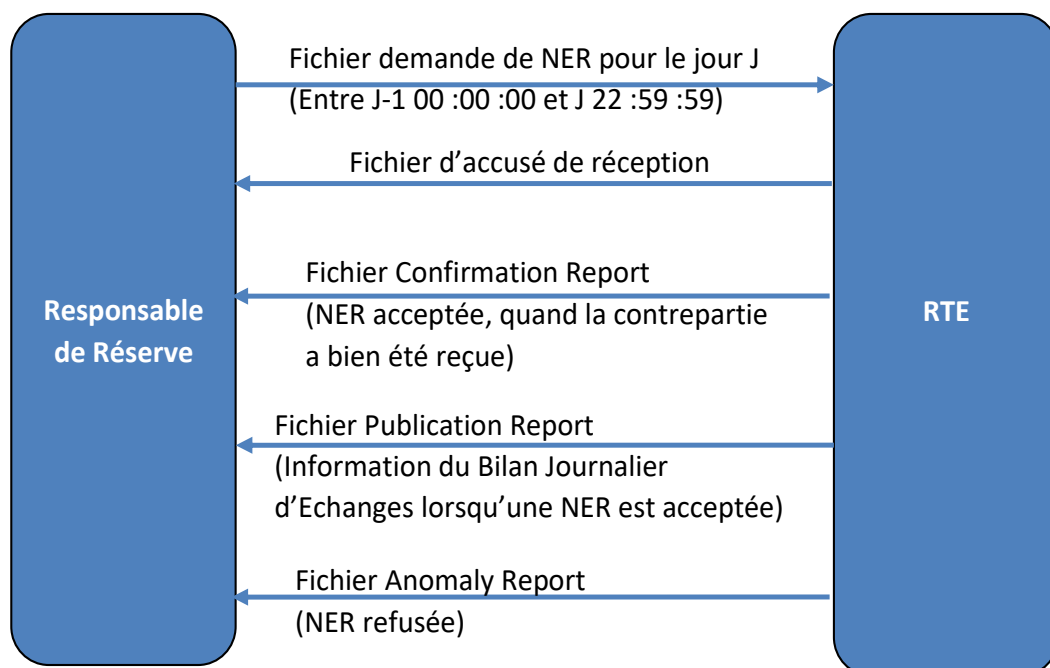 Fichier demande de NER pour le jour J
(Entre J-1 00 :00 :00 et J 22 :59 :59)
Fichier d’accusé de réception
Fichier Confirmation Report
(NER acceptée, quand la contrepartie
a bien été reçue)
Responsable
de Réserve
RTE
Fichier Publication Report
(Information du Bilan Journalier
d’Echanges lorsqu’une NER est acceptée)
Fichier Anomaly Report
(NER refusée)